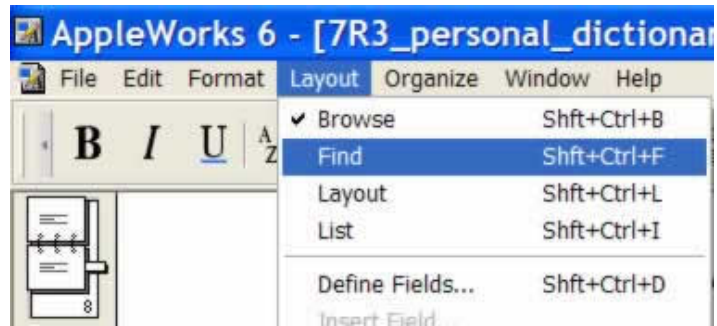 AppleWorks 6 - [7R3_personal_dictionar
File Edit Format Layout Organize Window Help
B I U A Z
Browse Shft+Ctrl+B
Find Shft+Ctrl+F
Layout Shft+Ctrl+L
List Shft+Ctrl+I
Define Fields... Shft+Ctrl+D
Insert Field...
8